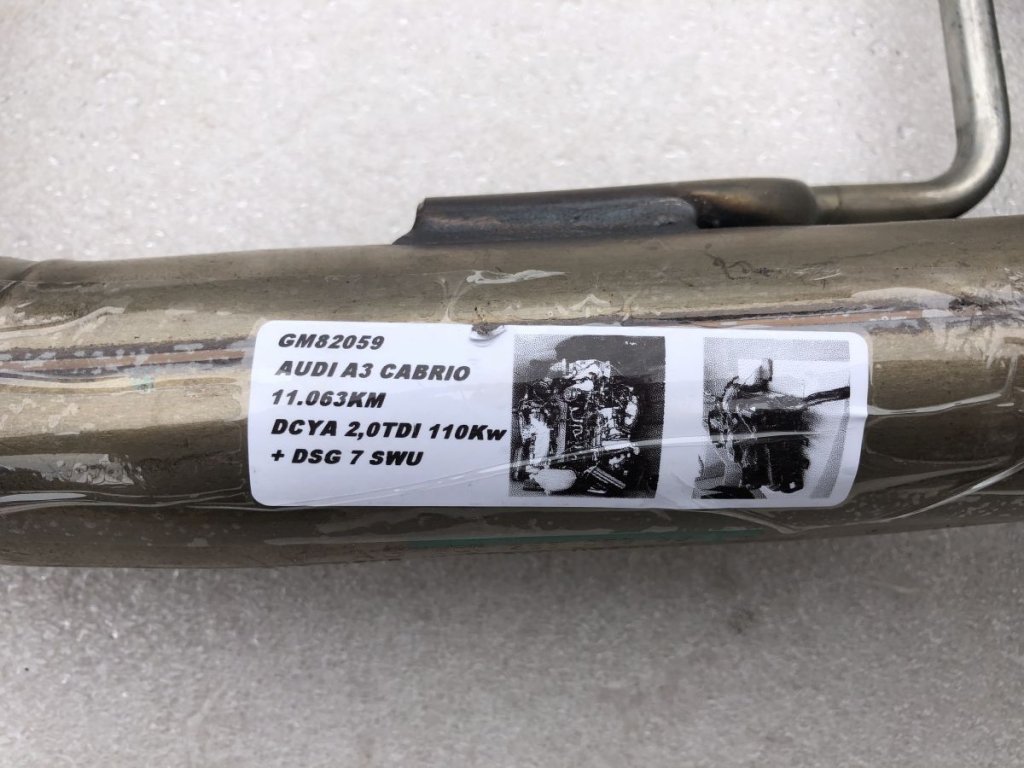 GM82059
AUDI A3 CABRIO
11.063KM
DCYA 2,0TDI 110Kw
+ DSG 7 SWU